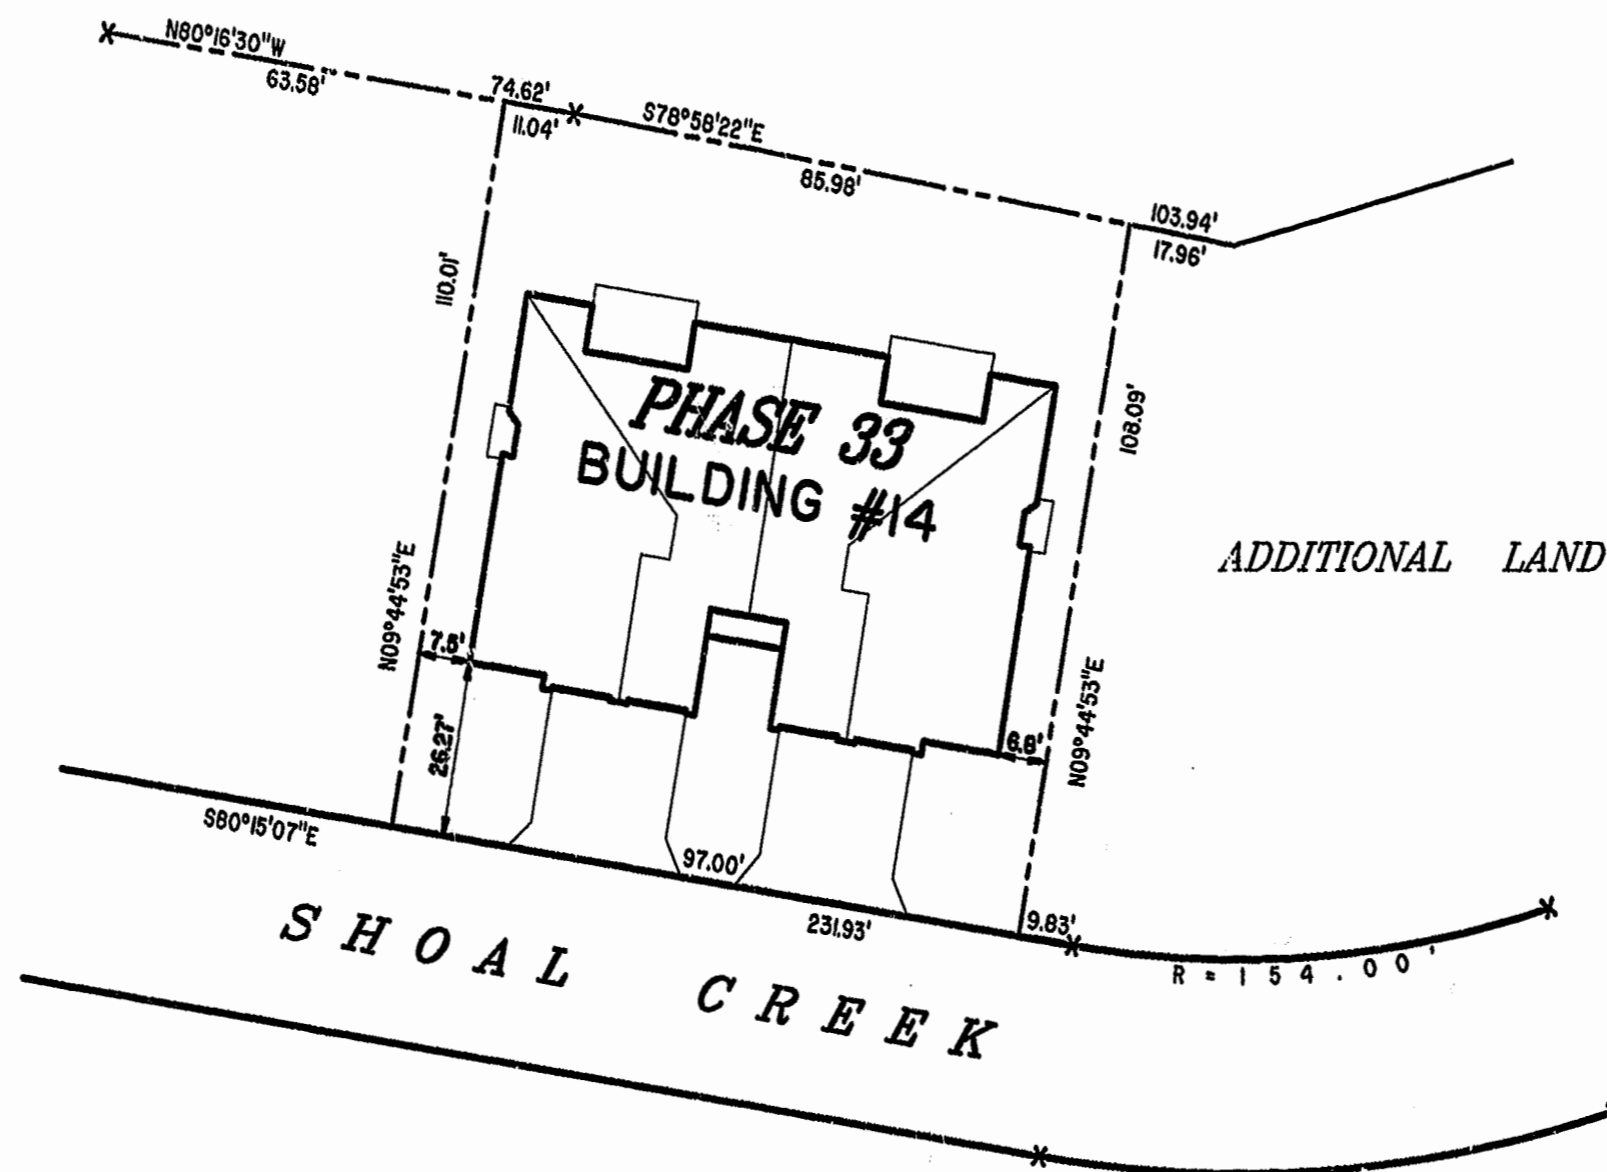 N80°16'30"W
63.58'
74.62'
11.04'
S78°58'22"E
85.98'
103.94'
17.96'
110.01'
108.09'
PHASE 33
BUILDING #14
ADDITIONAL LAND
N09°44'53"E
7.5'
26.27'
6.8'
N09°44'53"E
S80°15'07"E
97.00'
231.93'
9.83'
R = 154.00'
SHOAL CREEK